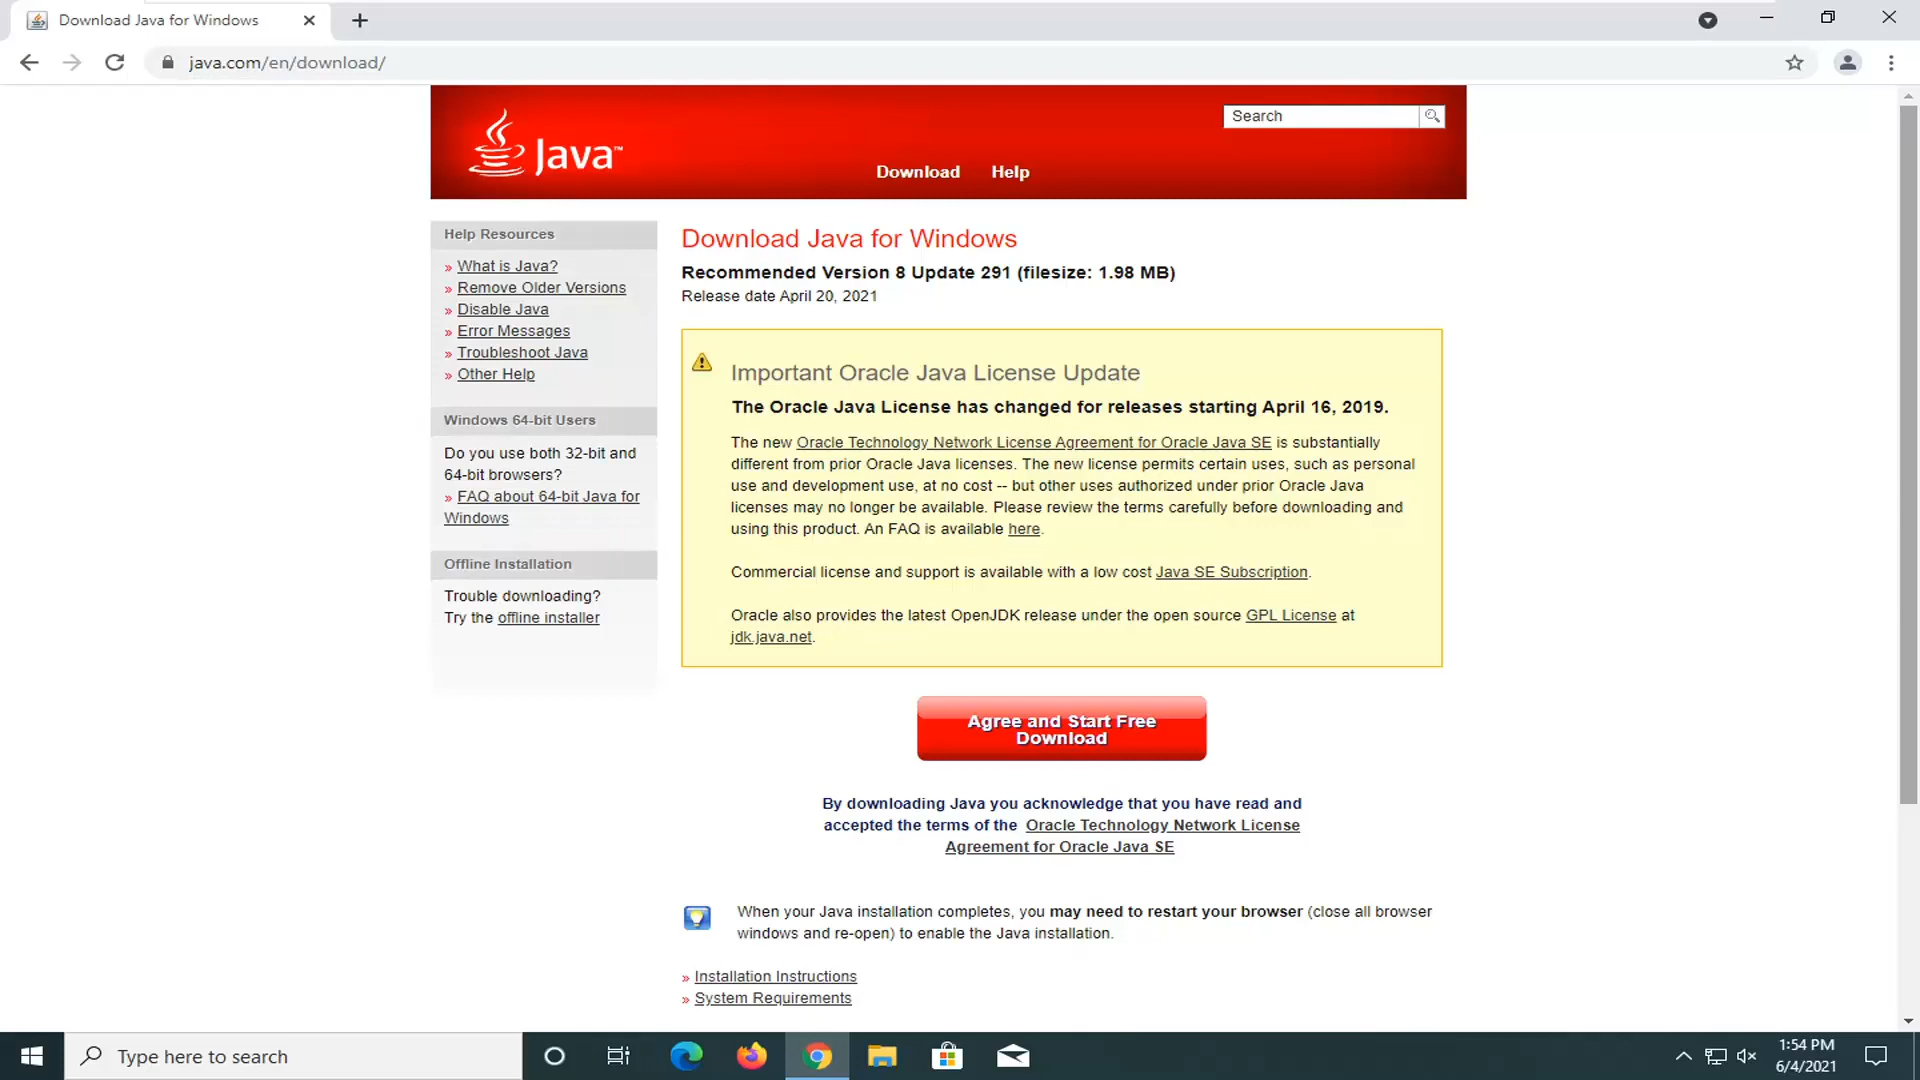 Download Java for Windows
java.com/en/download/
Java™
Search
Download Help
Help Resources
» What is Java?
» Remove Older Versions
» Disable Java
» Error Messages
» Troubleshoot Java
» Other Help
Windows 64-bit Users
Do you use both 32-bit and
64-bit browsers?
» FAQ about 64-bit Java for
Windows
Offline Installation
Trouble downloading?
Try the offline installer
Download Java for Windows
Recommended Version 8 Update 291 (filesize: 1.98 MB)
Release date April 20, 2021
Important Oracle Java License Update
The Oracle Java License has changed for releases starting April 16, 2019.
The new Oracle Technology Network License Agreement for Oracle Java SE is substantially
different from prior Oracle Java licenses. The new license permits certain uses, such as personal
use and development use, at no cost -- but other uses authorized under prior Oracle Java
licenses may no longer be available. Please review the terms carefully before downloading and
using this product. An FAQ is available here.
Commercial license and support is available with a low cost Java SE Subscription.
Oracle also provides the latest OpenJDK release under the open source GPL License at
jdk.java.net.
Agree and Start Free
Download
By downloading Java you acknowledge that you have read and
accepted the terms of the Oracle Technology Network License
Agreement for Oracle Java SE
When your Java installation completes, you may need to restart your browser (close all browser
windows and re-open) to enable the Java installation.
» Installation Instructions
» System Requirements
Type here to search
1:54 PM
6/4/2021